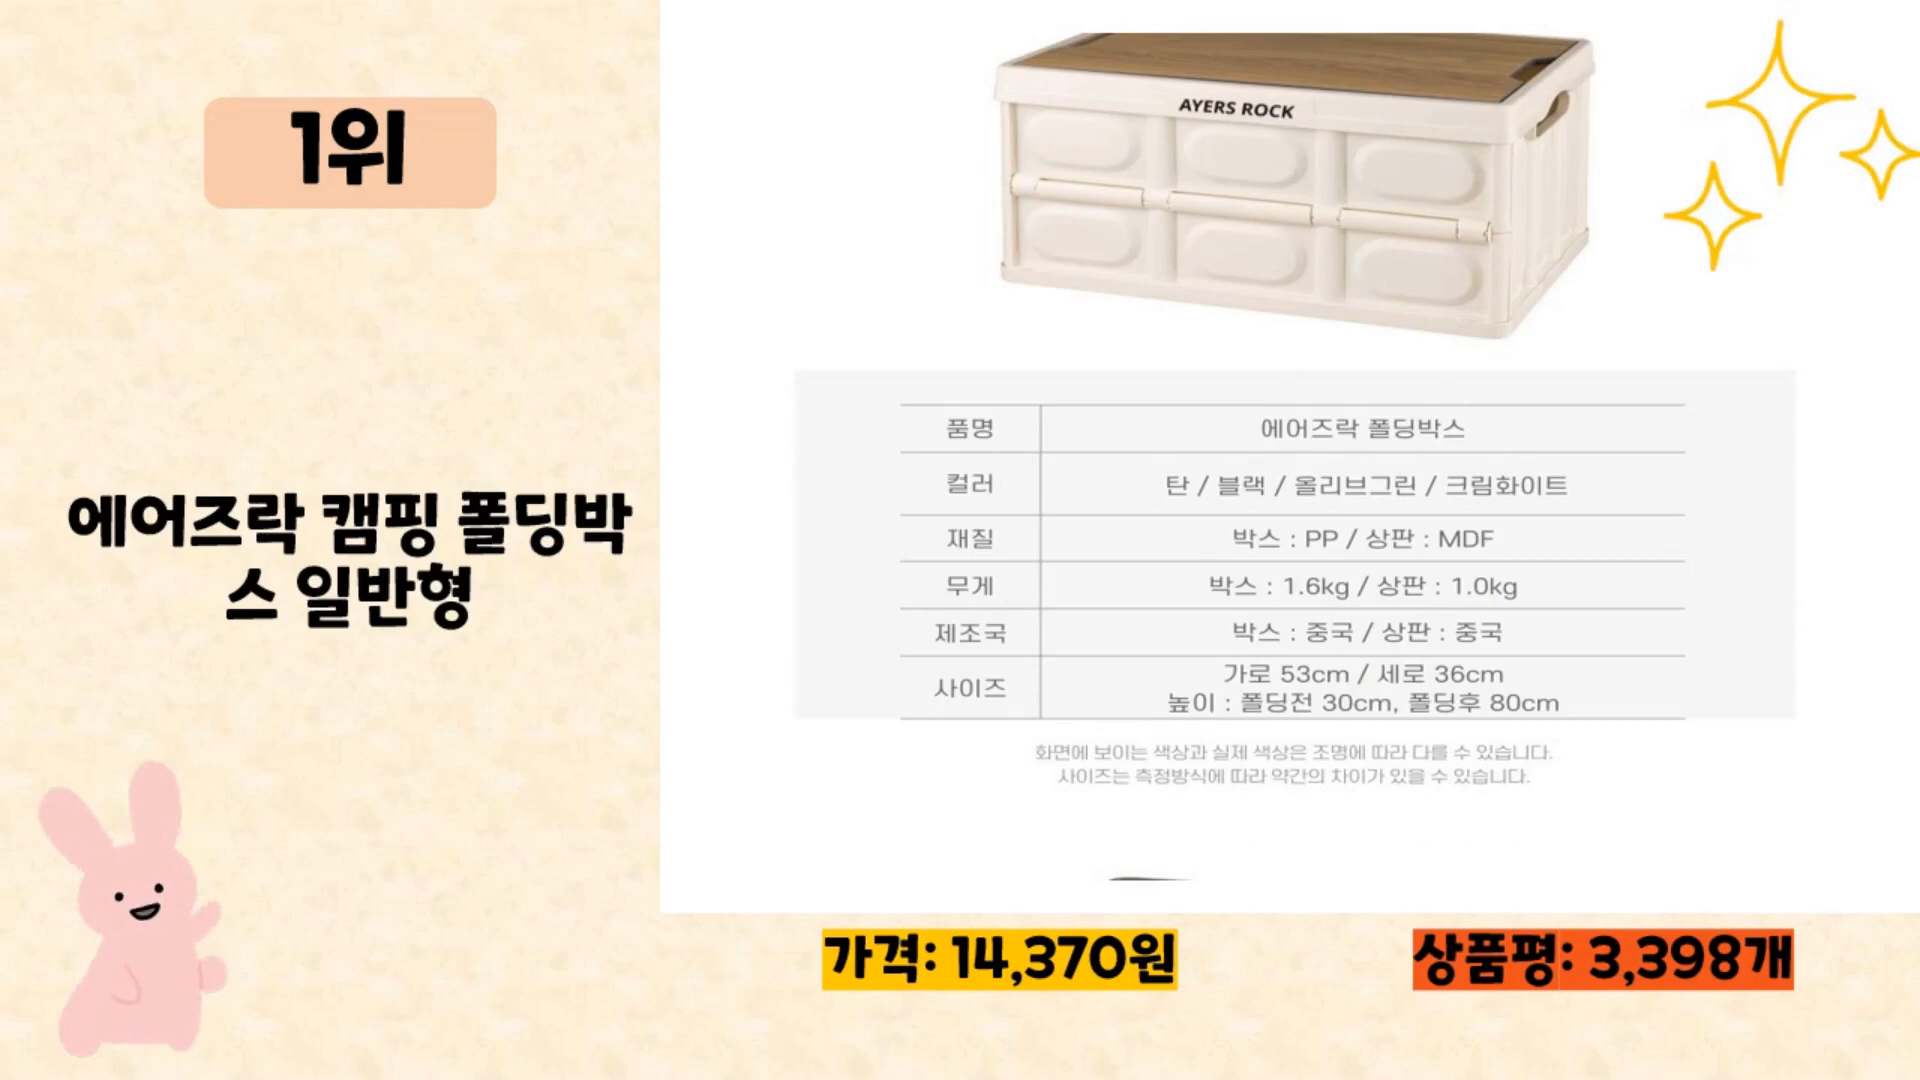 1위
에어즈락 캠핑 폴딩박
스 일반형
AYERS ROCK
품명 에어즈락 폴딩박스
컬러 탄 / 블랙 / 올리브그린 / 크림화이트
재질 박스 : PP / 상판 : MDF
무게 박스 : 1.6kg / 상판 : 1.0kg
제조국 박스 : 중국 / 상판 : 중국
사이즈 가로 53cm / 세로 36cm
높이 : 폴딩전 30cm, 폴딩후 80cm
화면에 보이는 색상과 실제 색상은 조명에 따라 다를 수 있습니다.
사이즈는 측정방식에 따라 약간의 차이가 있을 수 있습니다.
가격: 14,370원
상품평: 3,398개